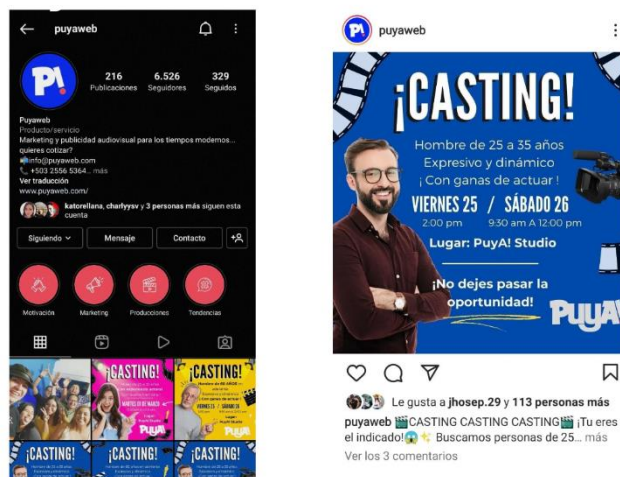 puyaweb
P!
216 6.526 329
Publicaciones Seguidores Seguidos
Puyaweb
Producto/servicio
Marketing y publicidad audiovisual para los tiempos modernos...
quieres cotizar?
info@puyaweb.com
+503 2556 5364... más
Ver traducción
www.puyaweb.com/
katorellana, charlyysv y 3 personas más siguen esta
cuenta
Siguiendo Mensaje Contacto
Motivación Marketing Producciones Tendencias
¡CASTING! ¡CASTING!
PUYA!
¡CASTING! ¡CASTING! ¡CASTING!
P! puyaweb
¡CASTING!
Hombre de 25 a 35 años
Expresivo y dinámico
¡ Con ganas de actuar !
VIERNES 25 / SÁBADO 26
2:00 pm 9:30 am A 12:00 pm
Lugar: PuyA! Studio
¡No dejes pasar la
oportunidad!
PUYA!
Le gusta a jhosep.29 y 113 personas más
puyaweb 🎬CASTING CASTING CASTING🎬 ¡Tu eres
el indicado!😱✨ Buscamos personas de 25... más
Ver los 3 comentarios